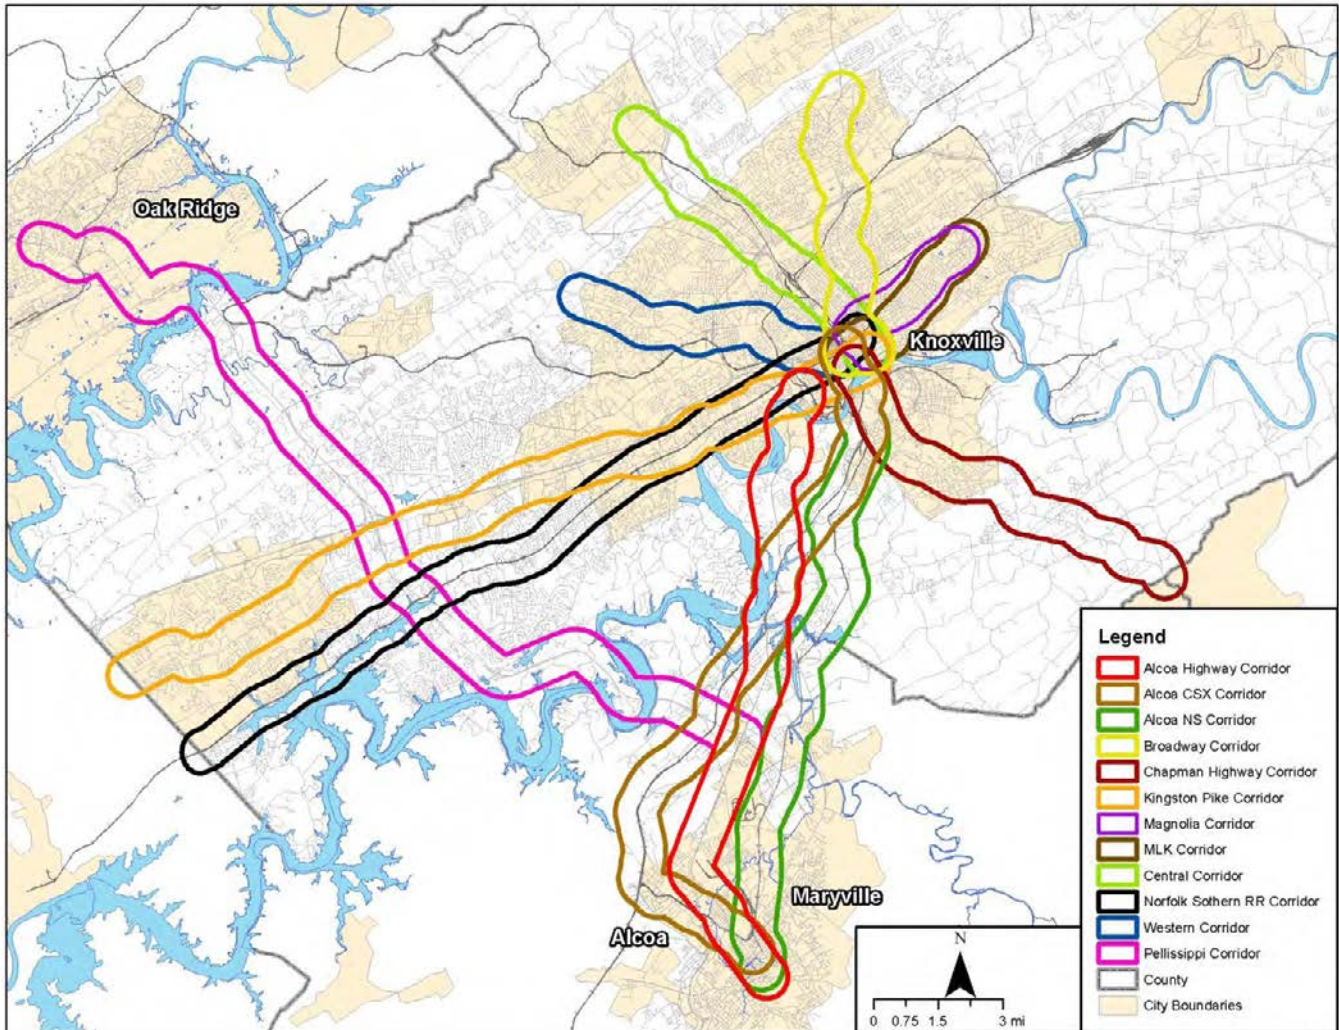 Oak Ridge
Knoxville
Maryville
Alcoa
Legend
Alcoa Highway Corridor
Alcoa CSX Corridor
Alcoa NS Corridor
Broadway Corridor
Chapman Highway Corridor
Kingston Pike Corridor
Magnolia Corridor
MLK Corridor
Central Corridor
Norfolk Sothern RR Corridor
Western Corridor
Pellissippi Corridor
County
City Boundaries
N
0 0.75 1.5 3 mi